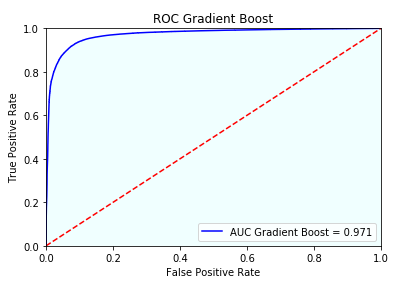 ROC Gradient Boost
1.0
0.8
0.6
0.4
0.2
0.0
True Positive Rate
AUC Gradient Boost = 0.971
0.0 0.2 0.4 0.6 0.8 1.0
False Positive Rate